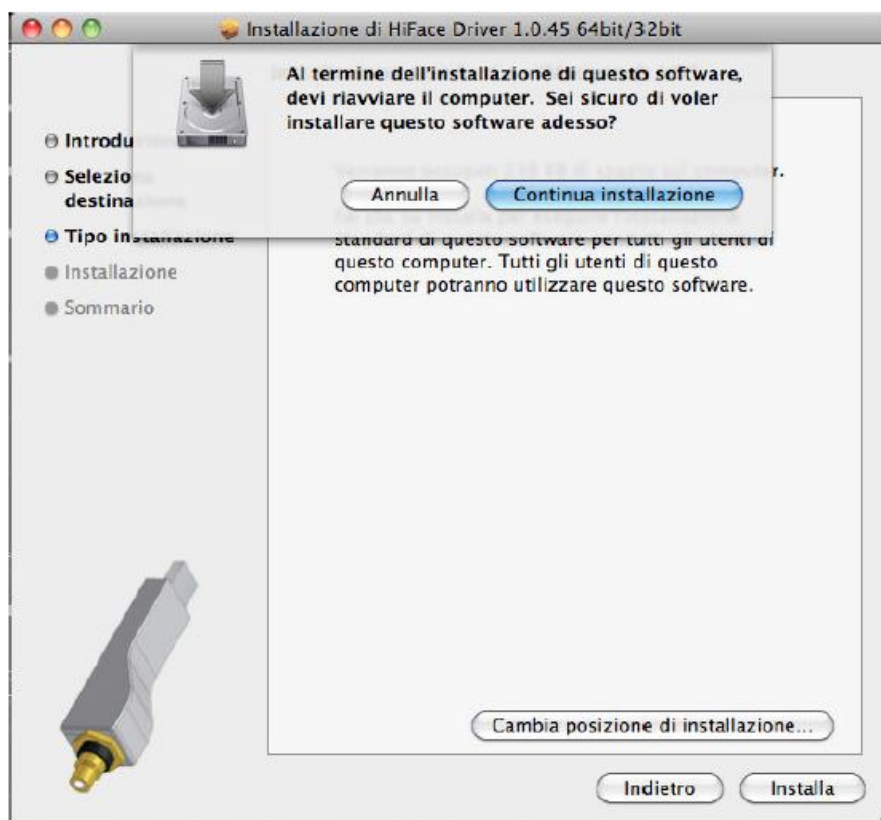 Installazione di HiFace Driver 1.0.45 64bit/32bit
Al termine dell'installazione di questo software,
devi riavviare il computer. Sei sicuro di voler
installare questo software adesso?
Annulla
Continua installazione
Introdu
Selezio
destina
Tipo installazione
Installazione
Sommario
r.
standard di questo software per tutti gli utenti di
questo computer. Tutti gli utenti di questo
computer potranno utilizzare questo software.
Cambia posizione di installazione...
Indietro
Installa